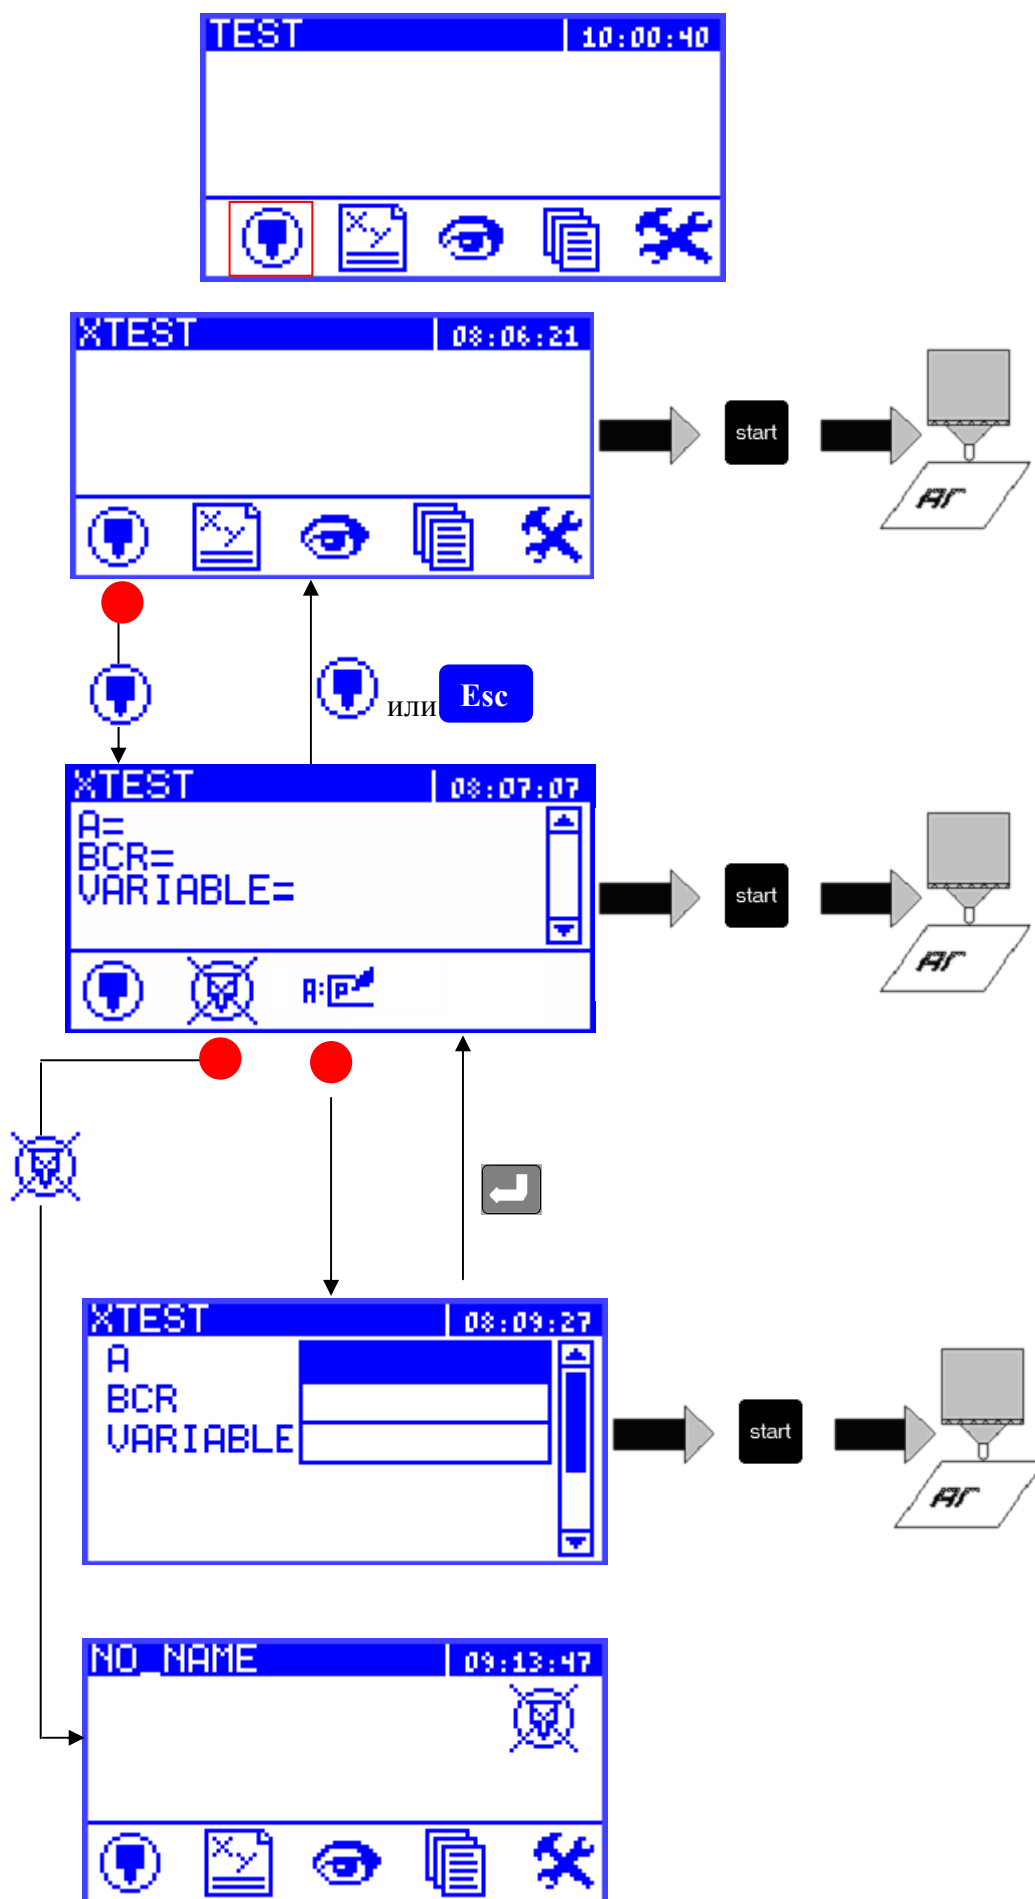 TEST 10:00:40
XTEST 08:06:21
start
или Esc
XTEST 08:07:07
A=
BCR=
VARIABLE=
start
A:P
XTEST 08:09:27
A
BCR
VARIABLE
start
NO_NAME 09:13:47